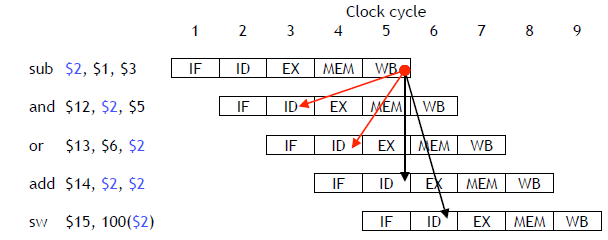 Clock cycle
1 2 3 4 5 6 7 8 9
sub $2, $1, $3 IF ID EX MEM WB
and $12, $2, $5 IF ID EX MEM WB
or $13, $6, $2 IF ID EX MEM WB
add $14, $2, $2 IF ID EX MEM WB
sw $15, 100($2) IF ID EX MEM WB